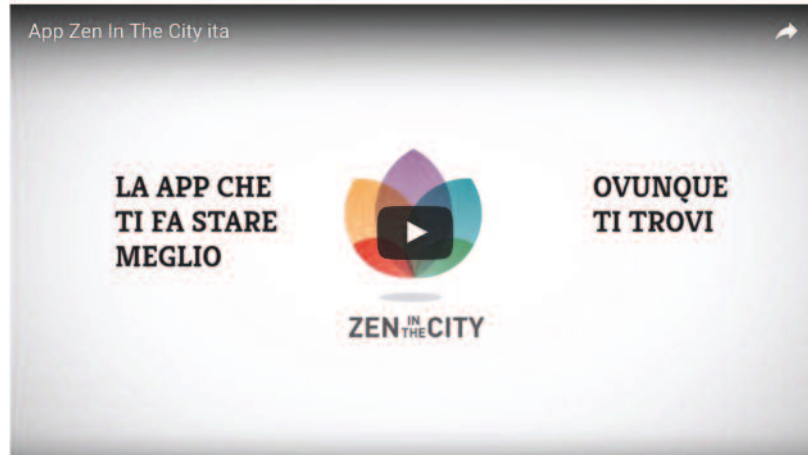 App Zen In The City ita
LA APP CHE
TI FA STARE
MEGLIO
OVUNQUE
TI TROVI
ZEN IN THE CITY